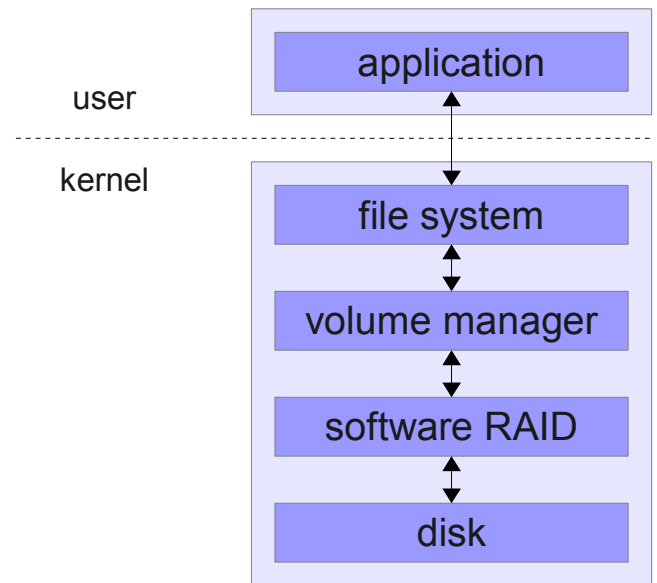 application
user
kernel
file system
volume manager
software RAID
disk